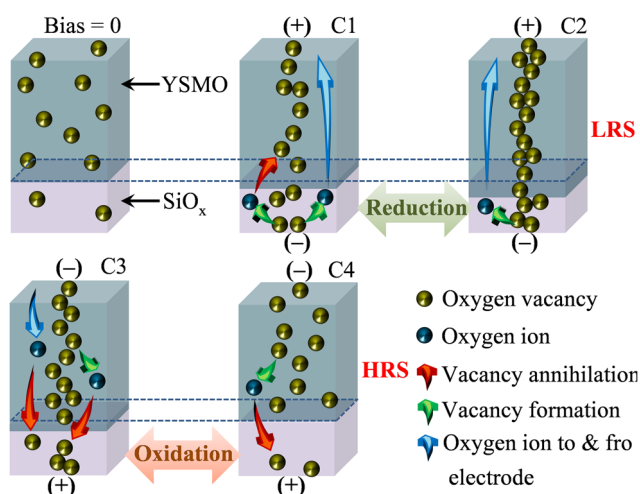 Bias = 0
(+)
C1
(+)
C2
YSMO
LRS
SiOx
Reduction
(−)
(−)
(−)
C3
(−)
C4
Oxygen vacancy
Oxygen ion
HRS
Vacancy annihilation
Vacancy formation
Oxidation
Oxygen ion to & fro
electrode
(+)
(+)